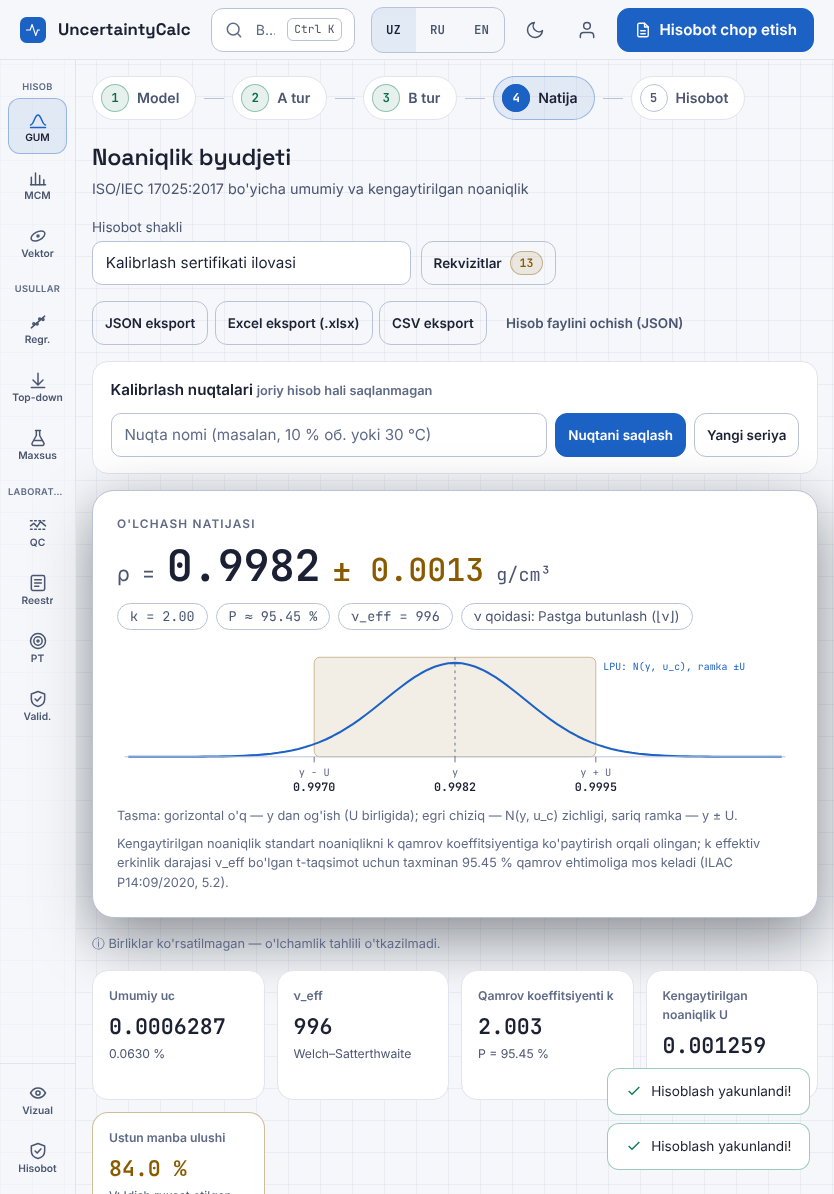 UncertaintyCalc
B...
Ctrl K
UZ
RU
EN
Hisobot chop etish
HISOB
GUM
MCM
Vektor
USULLAR
Regr.
Top-down
Maxsus
LABORAT...
QC
Reestr
PT
Valid.
Vizual
Hisobot
1 Model
2 A tur
3 B tur
4 Natija
5 Hisobot
Noaniqlik byudjeti
ISO/IEC 17025:2017 bo'yicha umumiy va kengaytirilgan noaniqlik
Hisobot shakli
Kalibrlash sertifikati ilovasi
Rekvizitlar 13
JSON eksport
Excel eksport (.xlsx)
CSV eksport
Hisob faylini ochish (JSON)
Kalibrlash nuqtalari joriy hisob hali saqlanmagan
Nuqta nomi (masalan, 10 % об. yoki 30 °C)
Nuqtani saqlash
Yangi seriya
O'LCHASH NATIJASI
ρ = 0.9982 ± 0.0013 g/cm³
k = 2.00
P ≈ 95.45 %
ν_eff = 996
ν qoidasi: Pastga butunlash (⌊ν⌋)
LPU: N(y, u_c), ramka ±U
y - U
y
y + U
0.9970
0.9982
0.9995
Tasma: gorizontal o'q — y dan og'ish (U birligida); egri chiziq — N(y, u_c) zichligi, sariq ramka — y ± U.
Kengaytirilgan noaniqlik standart noaniqlikni k qamrov koeffitsiyentiga ko'paytirish orqali olingan; k effektiv
erkinlik darajasi ν_eff bo'lgan t-taqsimot uchun taxminan 95.45 % qamrov ehtimoliga mos keladi (ILAC
P14:09/2020, 5.2).
ⓘ Birliklar ko'rsatilmagan — o'lchamlik tahlili o'tkazilmadi.
Umumiy uc
0.0006287
0.0630 %
ν_eff
996
Welch–Satterthwaite
Qamrov koeffitsiyenti k
2.003
P = 95.45 %
Kengaytirilgan
noaniqlik U
0.001259
Hisoblash yakunlandi!
Hisoblash yakunlandi!
Ustun manba ulushi
84.0 %